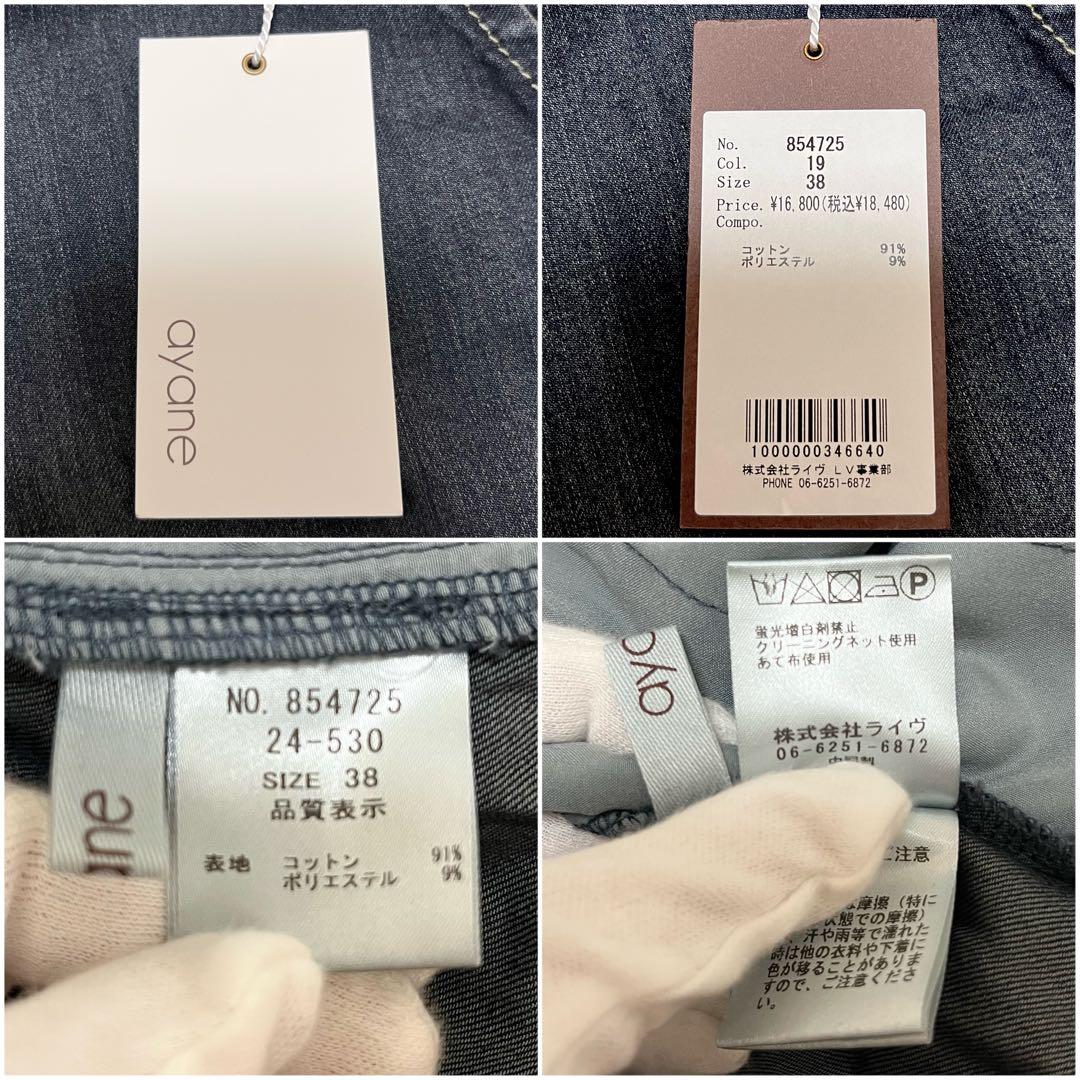 ayane
No. 854725
Col. 19
Size 38
Price. ¥16,800(税込¥18,480)
Compo.
コットン 91%
ポリエステル 9%
1000000346640
株式会社ライヴ LV事業部
PHONE 06-6251-6872
ane
NO. 854725
24-530
SIZE 38
品質表示
表地 コットン 91%
ポリエステル 9%
ay
P
蛍光増白剤禁止
クリーニングネット使用
あて布使用
株式会社ライヴ
06-6251-6872
ご注意
摩擦(特に
状態での摩擦)
汗や雨等で濡れた
時は他の衣料や下着に
色が移ることがありま
すので、ご注意くださ
い。